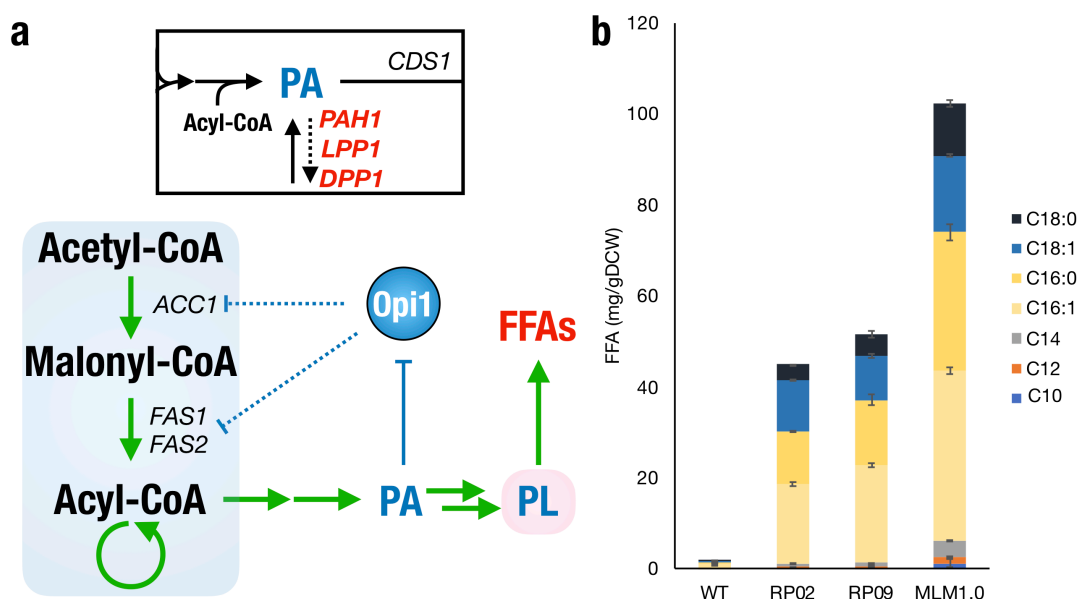 a
CDS1
PA
Acyl-CoA
PAH1
LPP1
DPP1
Acetyl-CoA
ACC1
Opi1
Malonyl-CoA
FFAs
FAS1
FAS2
Acyl-CoA
PA
PL
b
120
100
80
60
40
20
0
FFA (mg/gDCW)
WT
RP02
RP09
MLM1.0
C18:0
C18:1
C16:0
C16:1
C14
C12
C10